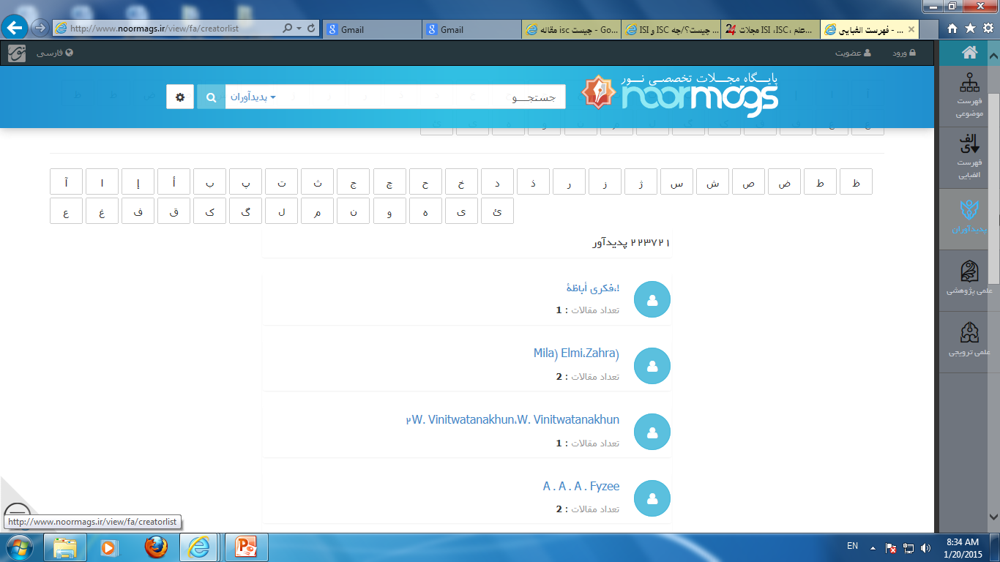 http://www.noormags.ir/view/fa/creatorlist
Gmail
Gmail
مقاله isc چیست - Go...
ISI و ISC چیست؟/چه ...
مجلات ISI ،ISC، علم...
فهرست الفبایی - ...
ورود
عضویت
فارسی
پایگاه مجلات تخصصی نور
noormags
جستجو
پدیدآوران
فهرست موضوعی
الف
ی
فهرست الفبایی
پدیدآوران
علمی پژوهشی
علمی ترویجی
آ ا إ أ ب پ ت ث ج چ ح خ د ذ ر ز ژ س ش ص ض ط ظ
ع غ ف ق ک گ ل م ن و ه ی ئ
۲۲۳۷۲۱ پدیدآور
!،فکری أباظة
تعداد مقالات : 1
Mila) Elmi،Zahra)
تعداد مقالات : 2
۲W. Vinitwatanakhun،W. Vinitwatanakhun
تعداد مقالات : 1
A . A . A . Fyzee
تعداد مقالات : 2
http://www.noormags.ir/view/fa/creatorlist
EN
8:34 AM
1/20/2015